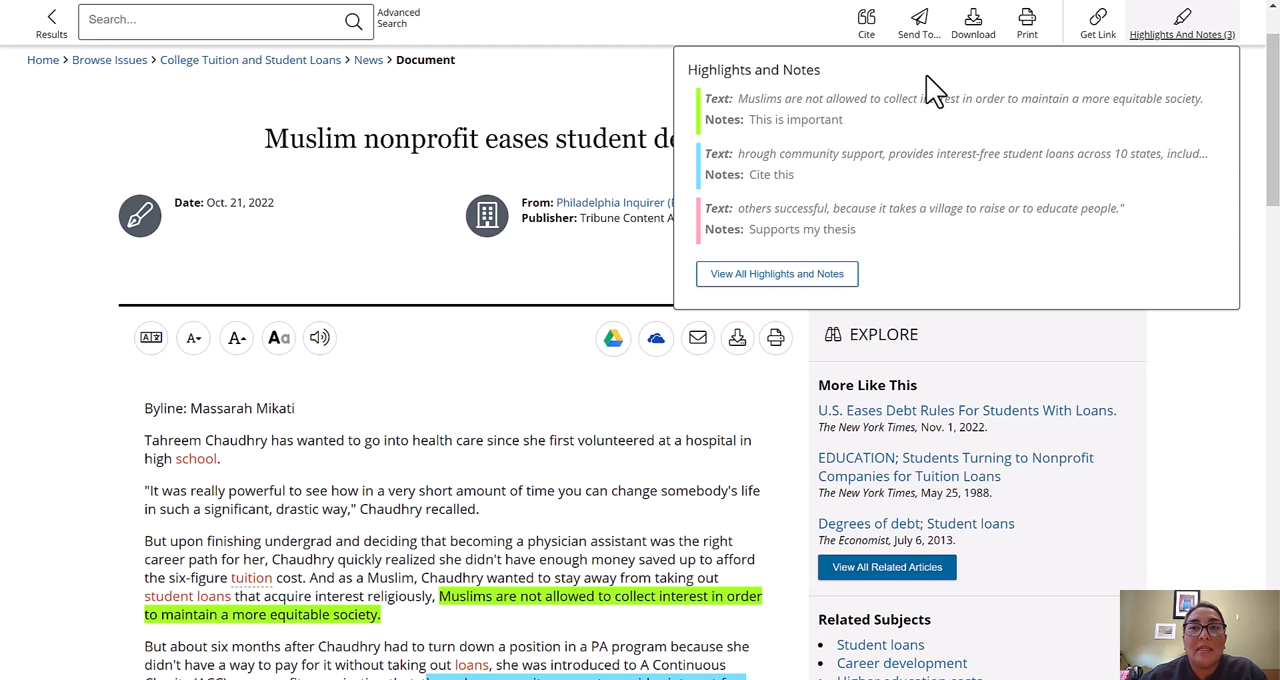 Results
Search...
Advanced
Search
Cite
Send To...
Download
Print
Get Link
Highlights And Notes (3)
Home > Browse Issues > College Tuition and Student Loans > News > Document
Highlights and Notes
Text: Muslims are not allowed to collect interest in order to maintain a more equitable society.
Notes: This is important
Text: hrough community support, provides interest-free student loans across 10 states, includ...
Notes: Cite this
Text: others successful, because it takes a village to raise or to educate people."
Notes: Supports my thesis
View All Highlights and Notes
Muslim nonprofit eases student de
Date: Oct. 21, 2022
From: Philadelphia Inquirer (
Publisher: Tribune Content A
A- A- Aa
Byline: Massarah Mikati
Tahreem Chaudhry has wanted to go into health care since she first volunteered at a hospital in
high school.
"It was really powerful to see how in a very short amount of time you can change somebody's life
in such a significant, drastic way," Chaudhry recalled.
But upon finishing undergrad and deciding that becoming a physician assistant was the right
career path for her, Chaudhry quickly realized she didn't have enough money saved up to afford
the six-figure tuition cost. And as a Muslim, Chaudhry wanted to stay away from taking out
student loans that acquire interest religiously, Muslims are not allowed to collect interest in order
to maintain a more equitable society.
But about six months after Chaudhry had to turn down a position in a PA program because she
didn't have a way to pay for it without taking out loans, she was introduced to A Continuous
EXPLORE
More Like This
U.S. Eases Debt Rules For Students With Loans.
The New York Times, Nov. 1, 2022.
EDUCATION; Students Turning to Nonprofit
Companies for Tuition Loans
The New York Times, May 25, 1988.
Degrees of debt; Student loans
The Economist, July 6, 2013.
View All Related Articles
Related Subjects
Student loans
Career development
Higher education costs